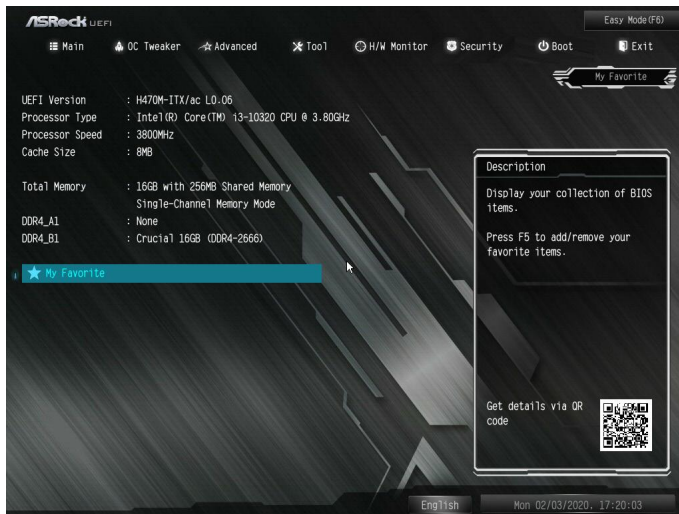 ASRock UEFI
Easy Mode(F6)
Main OC Tweaker Advanced Tool H/W Monitor Security Boot Exit
My Favorite
UEFI Version : H470M-ITX/ac L0.06
Processor Type : Intel(R) Core(TM) i3-10320 CPU @ 3.80GHz
Processor Speed : 3800MHz
Cache Size : 8MB
Total Memory : 16GB with 256MB Shared Memory
Single-Channel Memory Mode
DDR4_A1 : None
DDR4_B1 : Crucial 16GB (DDR4-2666)
My Favorite
Description
Display your collection of BIOS
items.
Press F5 to add/remove your
favorite items.
Get details via QR
code
English
Mon 02/03/2020, 17:20:03